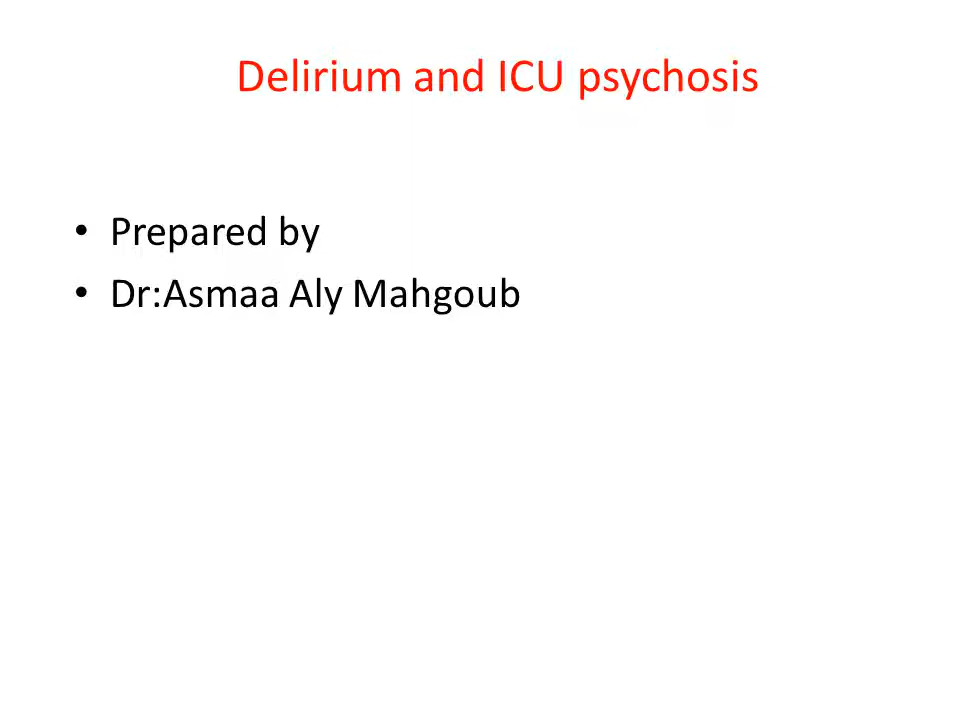 Delirium and ICU psychosis
• Prepared by
• Dr:Asmaa Aly Mahgoub